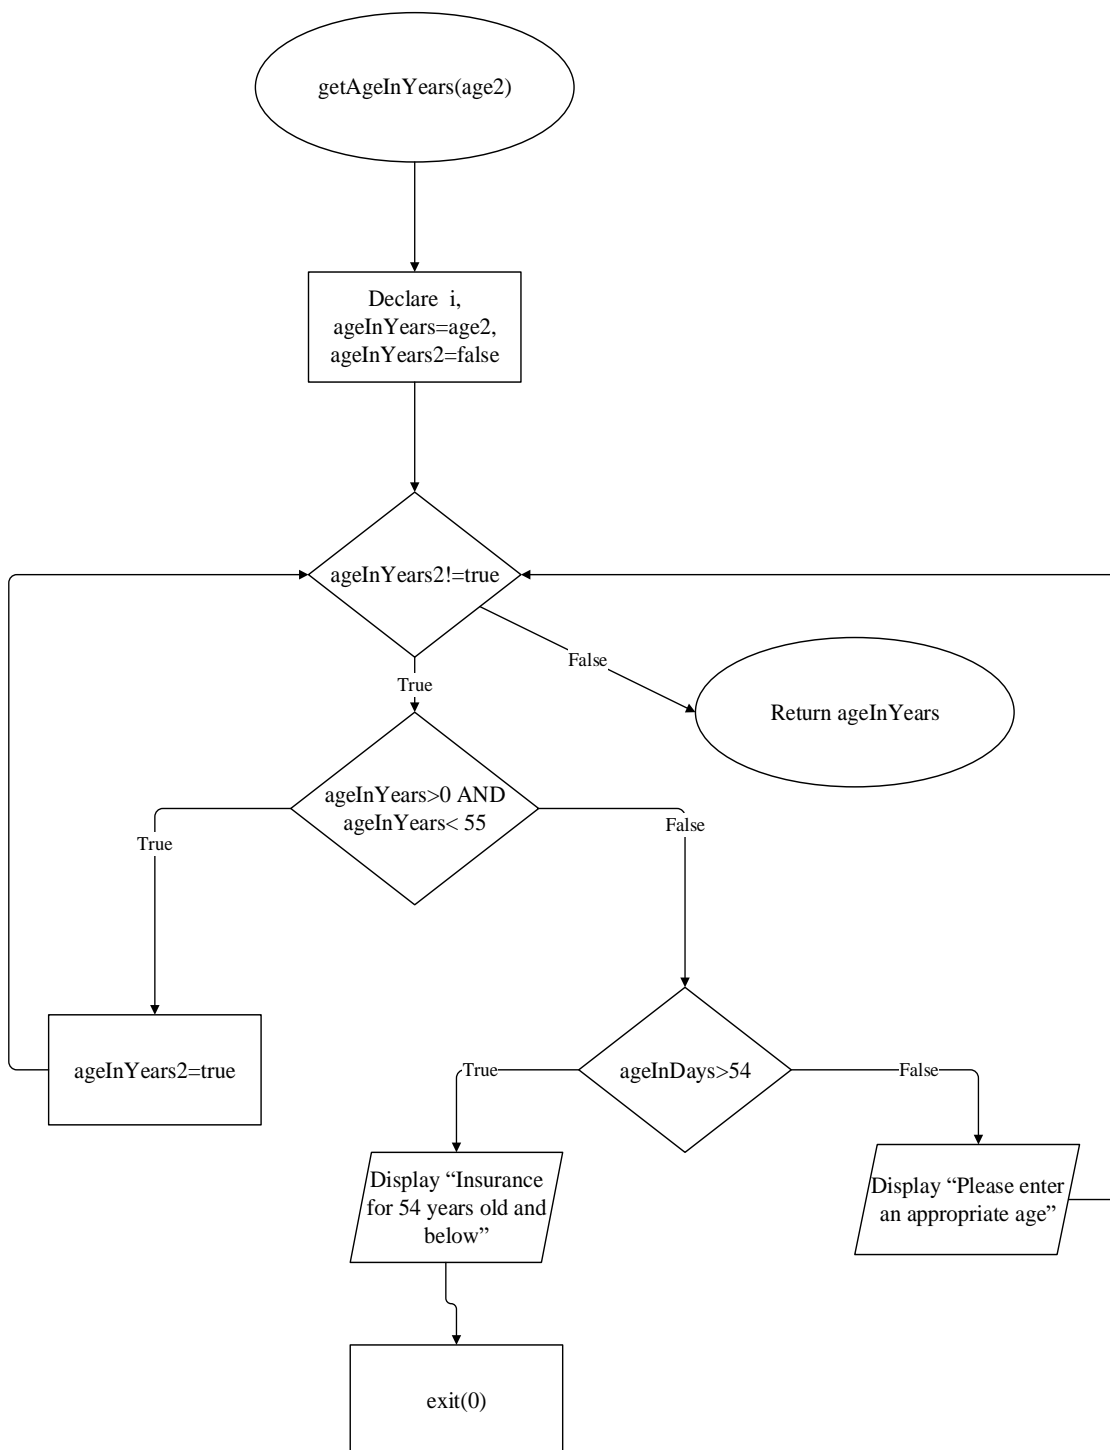 getAgeInYears(age2)
Declare i,
ageInYears=age2,
ageInYears2=false
ageInYears2!=true
False
True
Return ageInYears
ageInYears>0 AND
ageInYears< 55
True
False
ageInYears2=true
True
ageInDays>54
False
Display “Insurance
for 54 years old and
below”
Display “Please enter
an appropriate age”
exit(0)